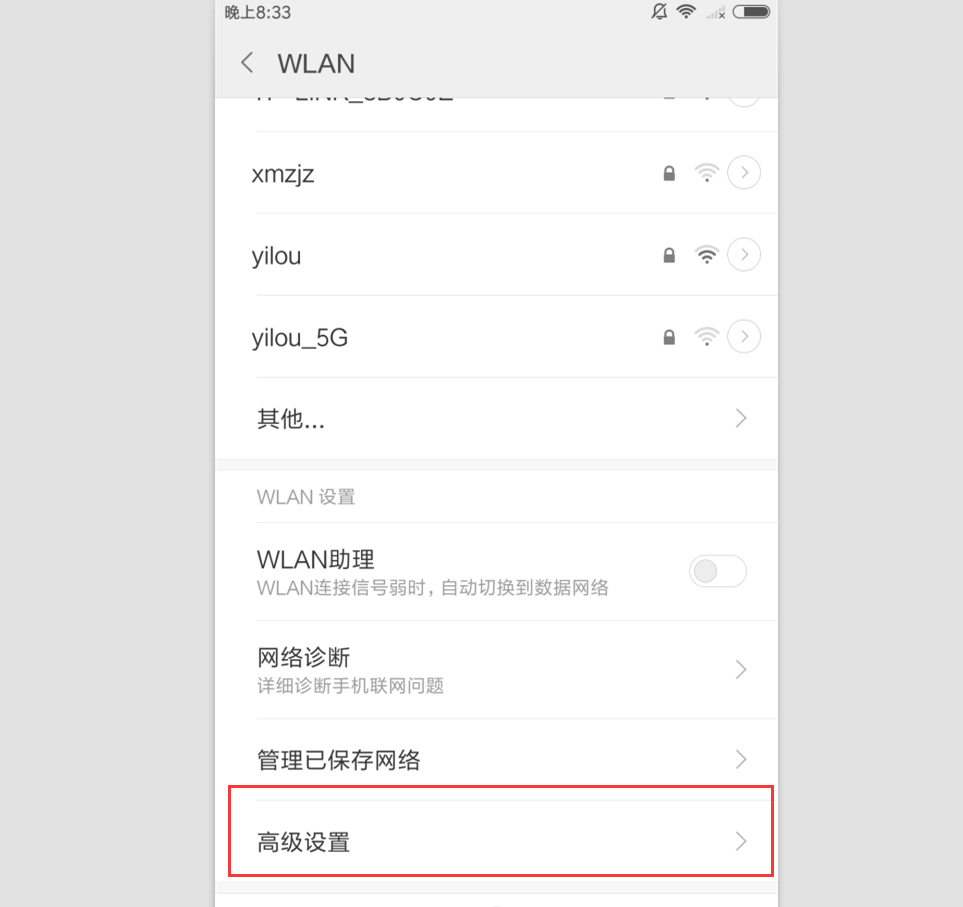 晚上8:33
WLAN
xmzjz
yilou
yilou_5G
其他...
WLAN 设置
WLAN助理
WLAN连接信号弱时，自动切换到数据网络
网络诊断
详细诊断手机联网问题
管理已保存网络
高级设置